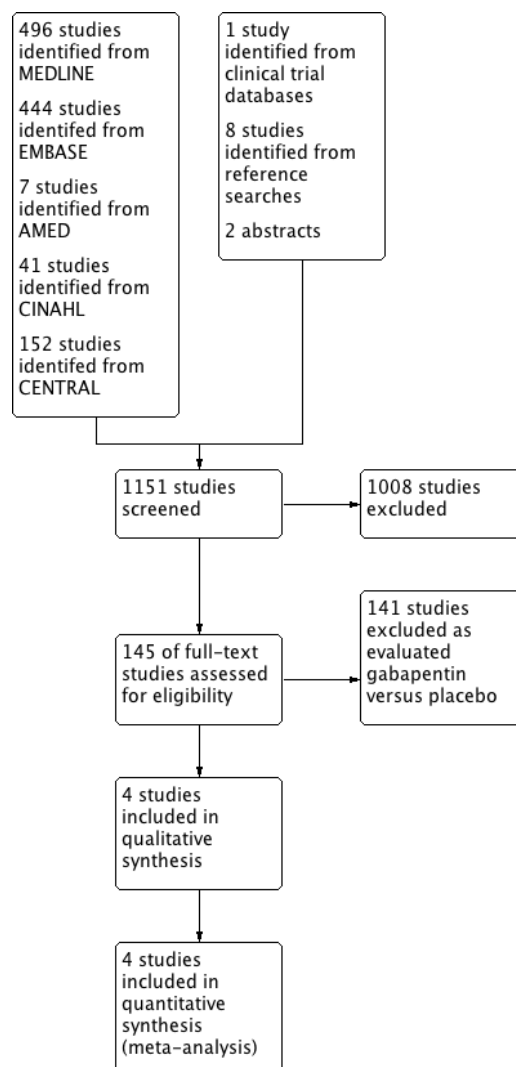 496 studies
identified from
MEDLINE
444 studies
identifed from
EMBASE
7 studies
identified from
AMED
41 studies
identified from
CINAHL
152 studies
identifed from
CENTRAL
1 study
identified from
clinical trial
databases
8 studies
identified from
reference
searches
2 abstracts
1151 studies
screened
1008 studies
excluded
145 of full-text
studies assessed
for eligibility
141 studies
excluded as
evaluated
gabapentin
versus placebo
4 studies
included in
qualitative
synthesis
4 studies
included in
quantitative
synthesis
(meta-analysis)